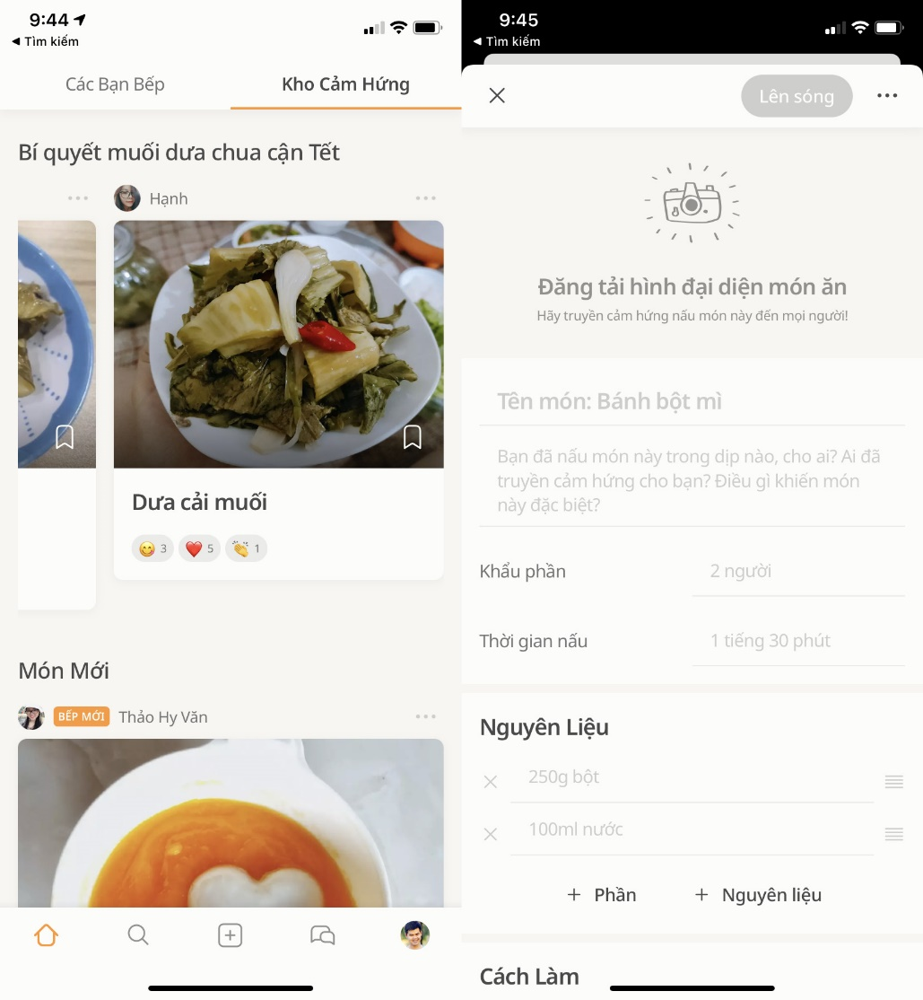 9:44
◀ Tìm kiếm
Các Bạn Bếp
Kho Cảm Hứng
Bí quyết muối dưa chua cận Tết
Hạnh
Dưa cải muối
3
5
1
Món Mới
BẾP MỚI
Thảo Hy Văn
9:45
◀ Tìm kiếm
Lên sóng
Đăng tải hình đại diện món ăn
Hãy truyền cảm hứng nấu món này đến mọi người!
Tên món: Bánh bột mì
Bạn đã nấu món này trong dịp nào, cho ai? Ai đã
truyền cảm hứng cho bạn? Điều gì khiến món
này đặc biệt?
Khẩu phần
2 người
Thời gian nấu
1 tiếng 30 phút
Nguyên Liệu
250g bột
100ml nước
+ Phần
+ Nguyên liệu
Cách Làm